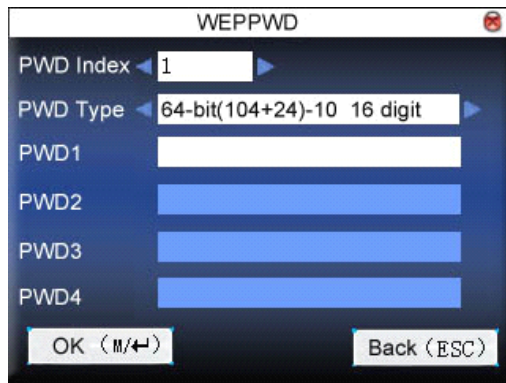 WEPPWD
PWD Index 1
PWD Type 64-bit(104+24)-10 16 digit
PWD1
PWD2
PWD3
PWD4
OK （M/↵） Back（ESC）